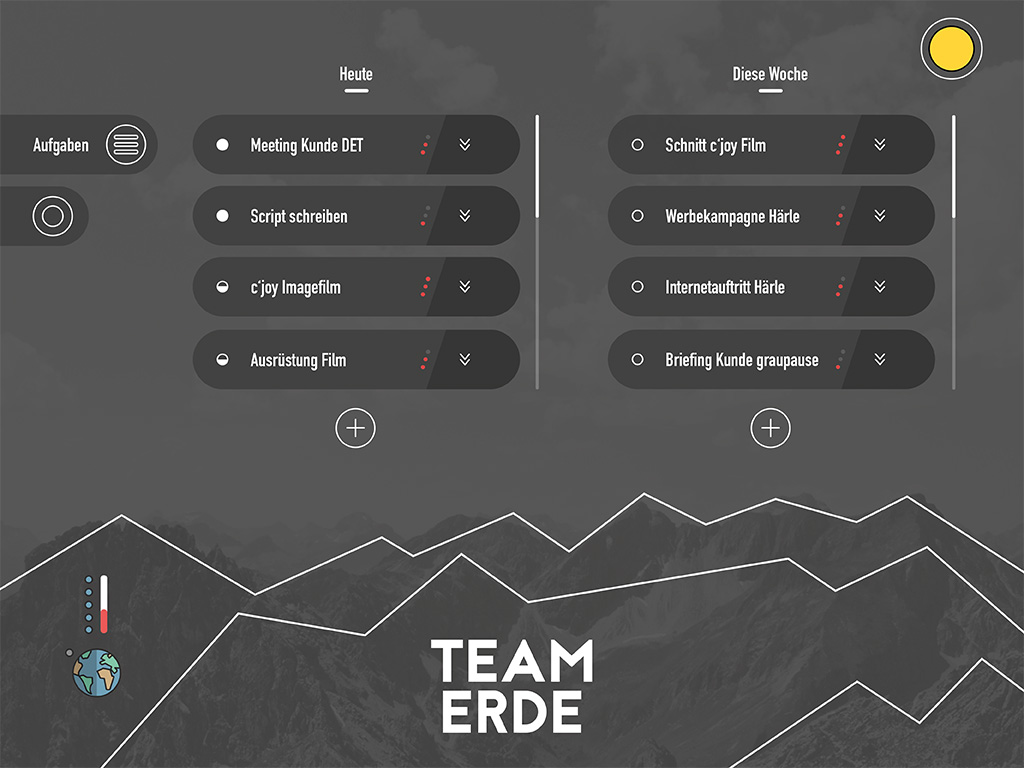 Heute
Diese Woche
Aufgaben
Meeting Kunde DET
Script schreiben
c'joy Imagefilm
Ausrüstung Film
Schnitt c'joy Film
Werbekampagne Härle
Internetauftritt Härle
Briefing Kunde graupause
TEAM
ERDE